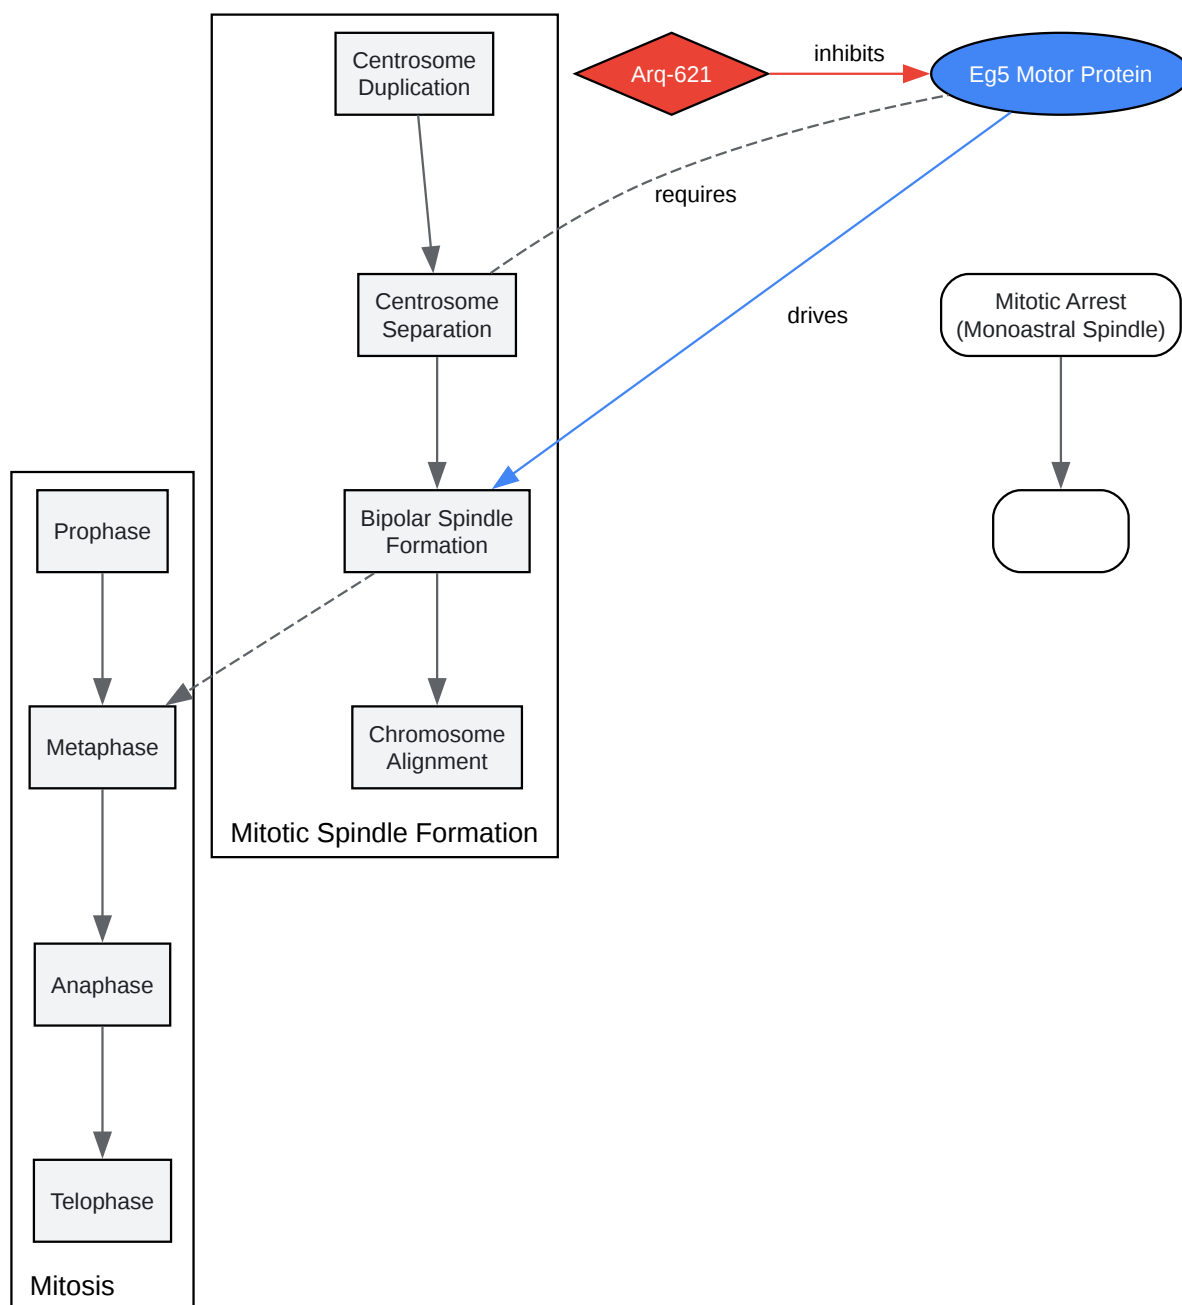 Centrosome
Duplication
Arq-621
inhibits
Eg5 Motor Protein
requires
Centrosome
Separation
drives
Mitotic Arrest
(Monoastral Spindle)
Prophase
Bipolar Spindle
Formation
Metaphase
Chromosome
Alignment
Mitotic Spindle Formation
Anaphase
Telophase
Mitosis